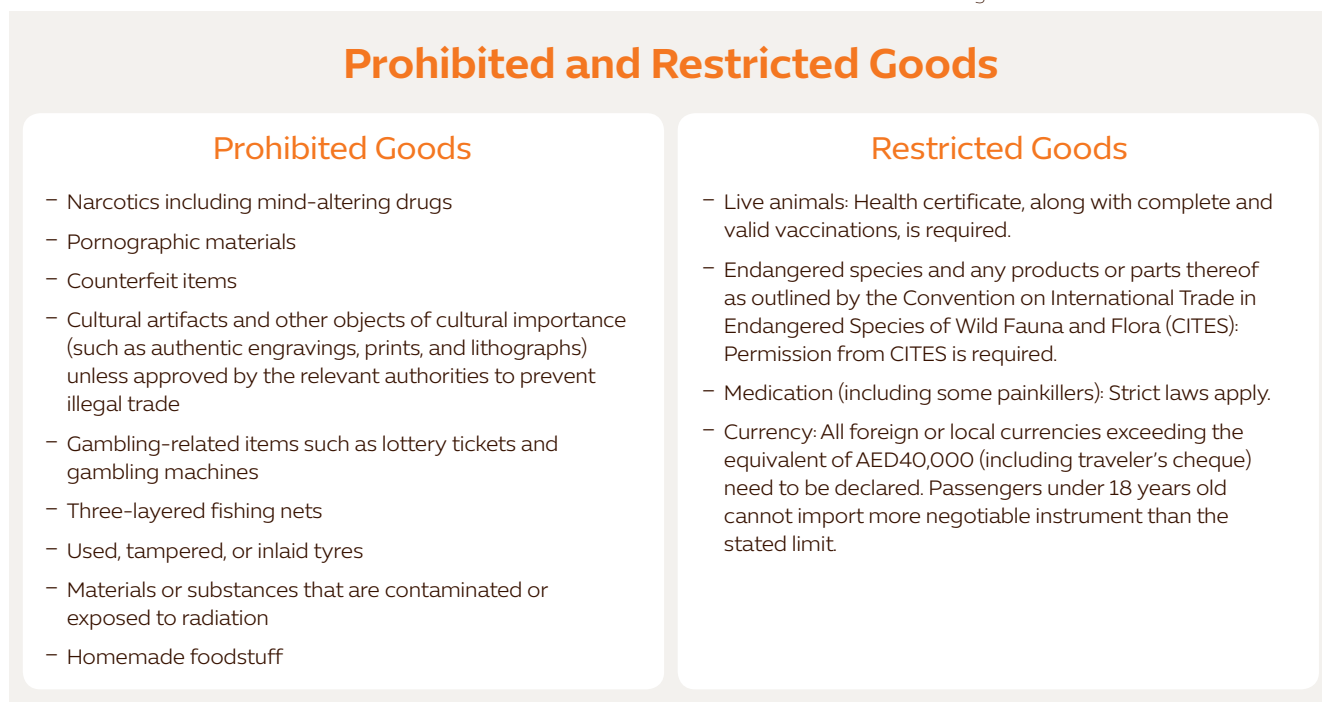 Prohibited and Restricted Goods
Prohibited Goods
– Narcotics including mind-altering drugs
– Pornographic materials
– Counterfeit items
– Cultural artifacts and other objects of cultural importance
(such as authentic engravings, prints, and lithographs)
unless approved by the relevant authorities to prevent
illegal trade
– Gambling-related items such as lottery tickets and
gambling machines
– Three-layered fishing nets
– Used, tampered, or inlaid tyres
– Materials or substances that are contaminated or
exposed to radiation
– Homemade foodstuff
Restricted Goods
– Live animals: Health certificate, along with complete and
valid vaccinations, is required.
– Endangered species and any products or parts thereof
as outlined by the Convention on International Trade in
Endangered Species of Wild Fauna and Flora (CITES):
Permission from CITES is required.
– Medication (including some painkillers): Strict laws apply.
– Currency: All foreign or local currencies exceeding the
equivalent of AED40,000 (including traveler's cheque)
need to be declared. Passengers under 18 years old
cannot import more negotiable instrument than the
stated limit.